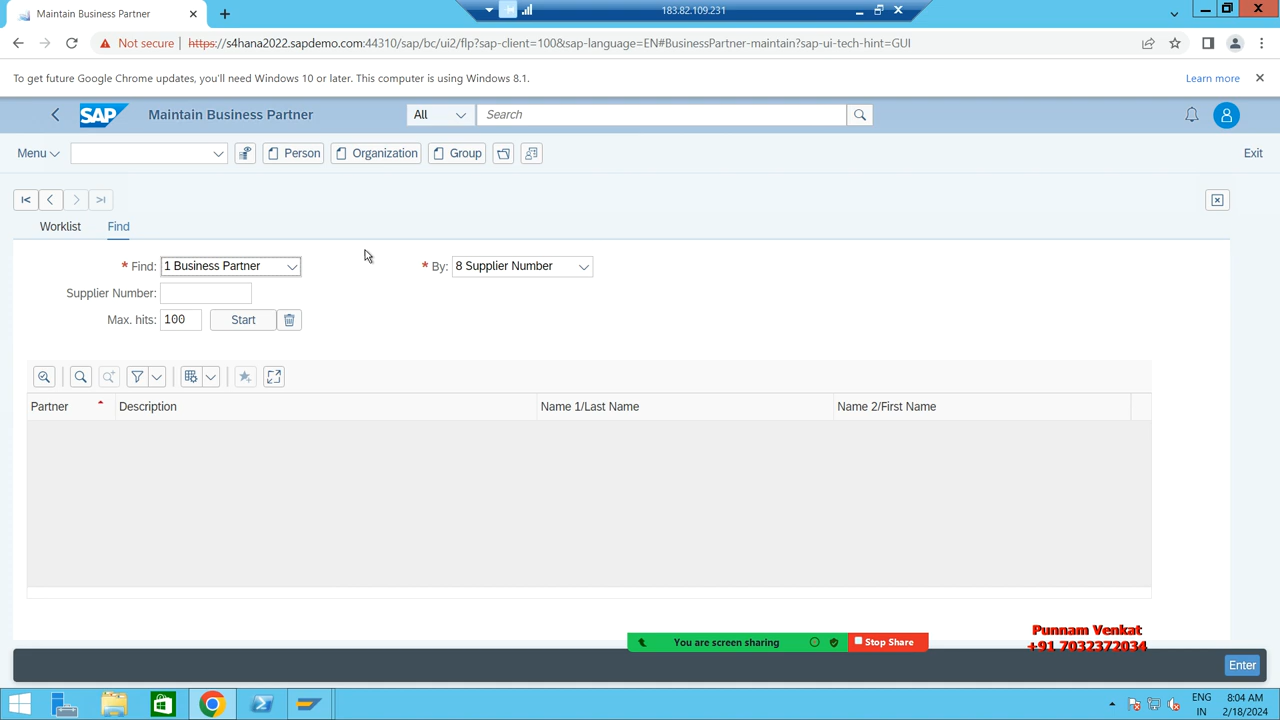 Maintain Business Partner
183.82.109.231
Not secure
https://s4hana2022.sapdemo.com:44310/sap/bc/ui2/flp?sap-client=100&sap-language=EN#BusinessPartner-maintain?sap-ui-tech-hint=GUI
To get future Google Chrome updates, you'll need Windows 10 or later. This computer is using Windows 8.1.
Learn more
SAP
Maintain Business Partner
All
Search
Menu
Person
Organization
Group
Exit
Worklist
Find
* Find: 1 Business Partner
* By: 8 Supplier Number
Supplier Number:
Max. hits: 100
Start
Partner
Description
Name 1/Last Name
Name 2/First Name
You are screen sharing
Stop Share
Punnam Venkat
+91 7032372034
Enter
ENG
IN
8:04 AM
2/18/2024